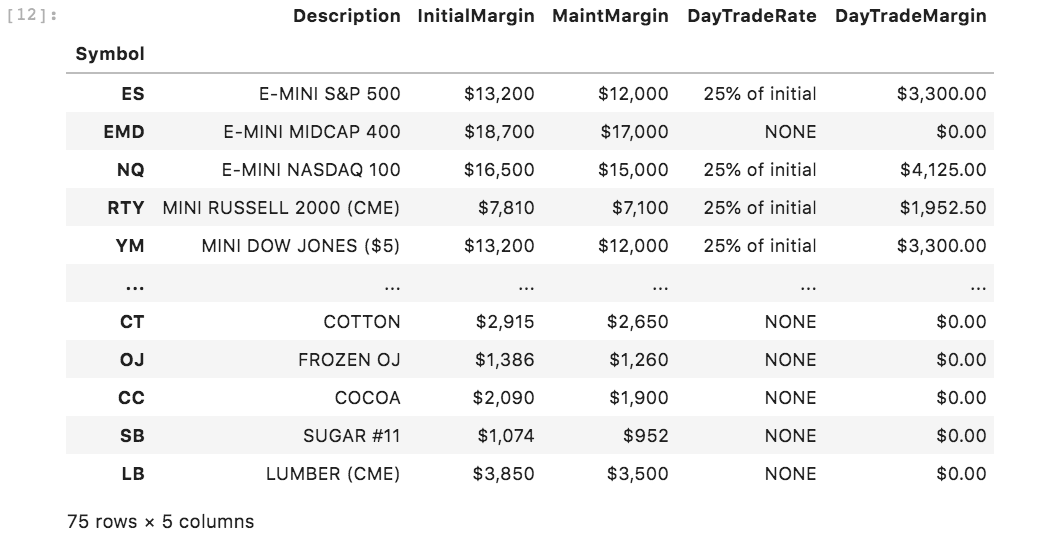 [12]:
Description InitialMargin MaintMargin DayTradeRate DayTradeMargin
Symbol
ES E-MINI S&P 500 $13,200 $12,000 25% of initial $3,300.00
EMD E-MINI MIDCAP 400 $18,700 $17,000 NONE $0.00
NQ E-MINI NASDAQ 100 $16,500 $15,000 25% of initial $4,125.00
RTY MINI RUSSELL 2000 (CME) $7,810 $7,100 25% of initial $1,952.50
YM MINI DOW JONES ($5) $13,200 $12,000 25% of initial $3,300.00
... ... ... ... ... ...
CT COTTON $2,915 $2,650 NONE $0.00
OJ FROZEN OJ $1,386 $1,260 NONE $0.00
CC COCOA $2,090 $1,900 NONE $0.00
SB SUGAR #11 $1,074 $952 NONE $0.00
LB LUMBER (CME) $3,850 $3,500 NONE $0.00
75 rows × 5 columns